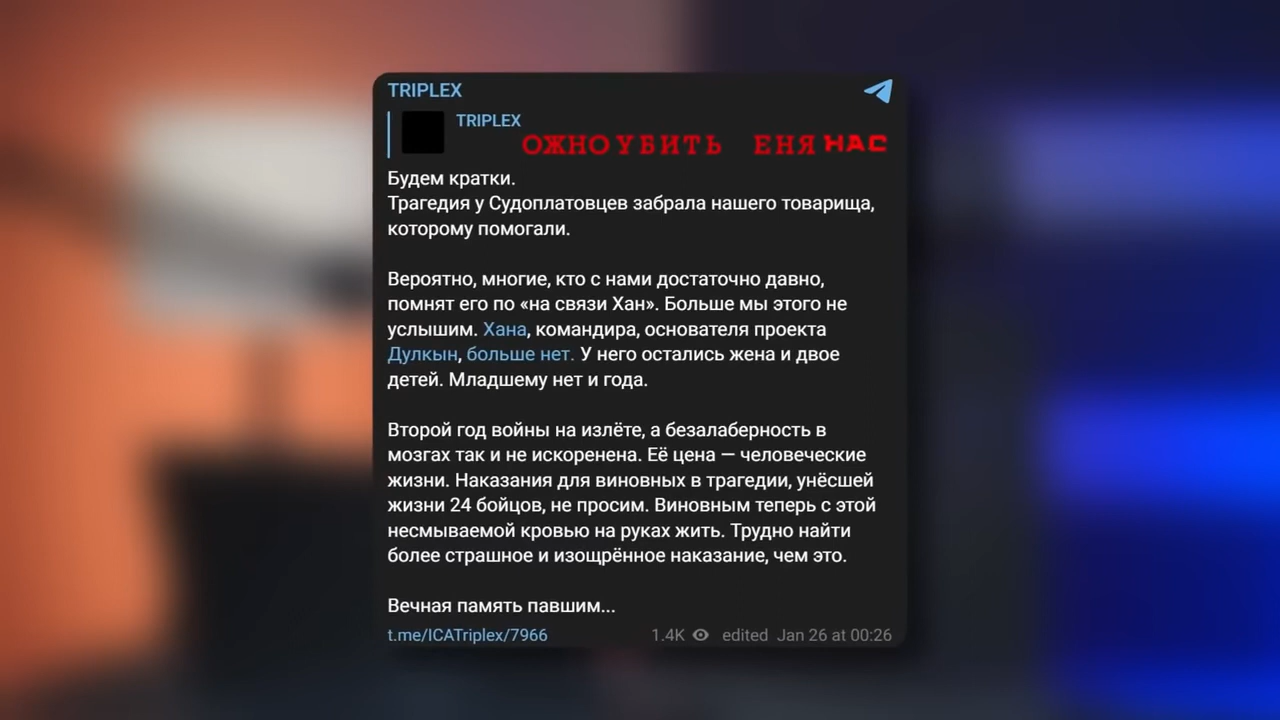 TRIPLEX
TRIPLEX
ОЖНО УБИТЬ ЕНЯ НАС
Будем кратки.
Трагедия у Судоплатовцев забрала нашего товарища,
которому помогали.
Вероятно, многие, кто с нами достаточно давно,
помнят его по «на связи Хан». Больше мы этого не
услышим. Хана, командира, основателя проекта
Дулкын, больше нет. У него остались жена и двое
детей. Младшему нет и года.
Второй год войны на излёте, а безалаберность в
мозгах так и не искоренена. Её цена — человеческие
жизни. Наказания для виновных в трагедии, унёсшей
жизни 24 бойцов, не просим. Виновным теперь с этой
несмываемой кровью на руках жить. Трудно найти
более страшное и изощрённое наказание, чем это.
Вечная память павшим...
t.me/ICATriplex/7966 1.4K edited Jan 26 at 00:26